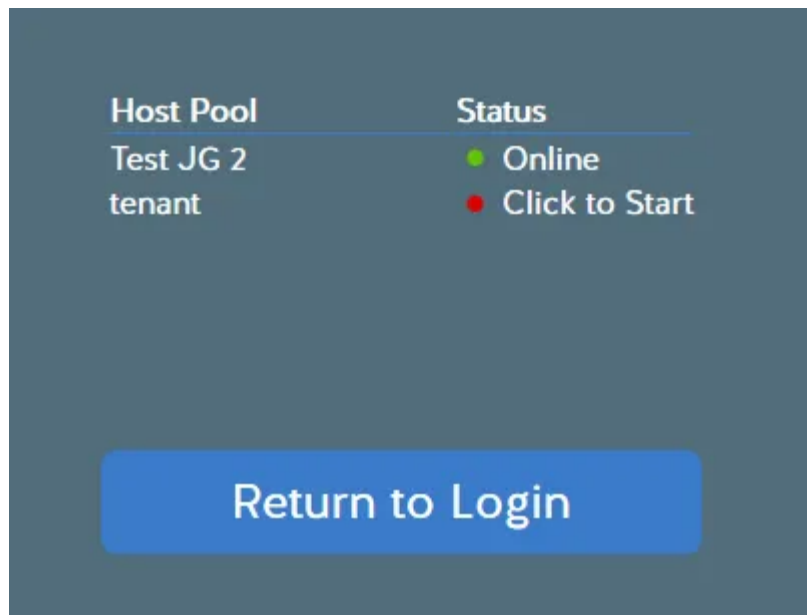 Host Pool Status
Test JG 2 Online
tenant Click to Start
Return to Login